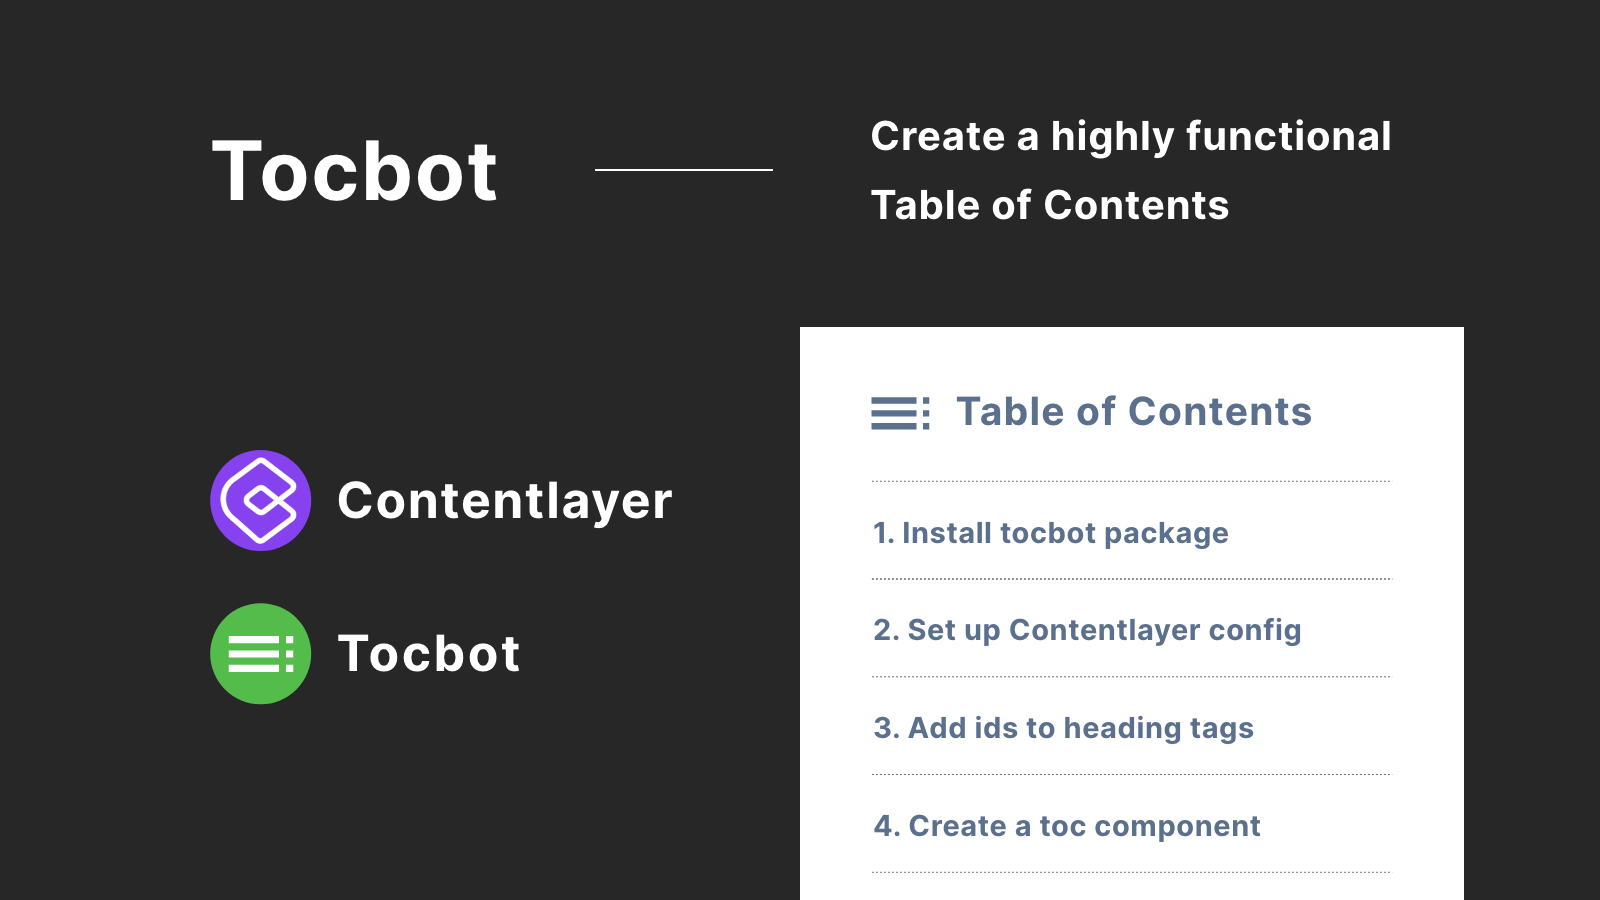 Tocbot
Create a highly functional
Table of Contents
Contentlayer
Tocbot
Table of Contents
1. Install tocbot package
2. Set up Contentlayer config
3. Add ids to heading tags
4. Create a toc component